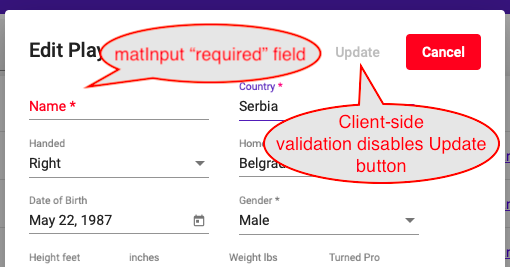 Edit Play
matInput “required” field
Update
Cancel
Country *
Name *
Serbia
Client-side
validation disables Update
button
Handed
Right
Hom
Belgrad
Date of Birth
May 22, 1987
Gender *
Male
Height feet
inches
Weight lbs
Turned Pro